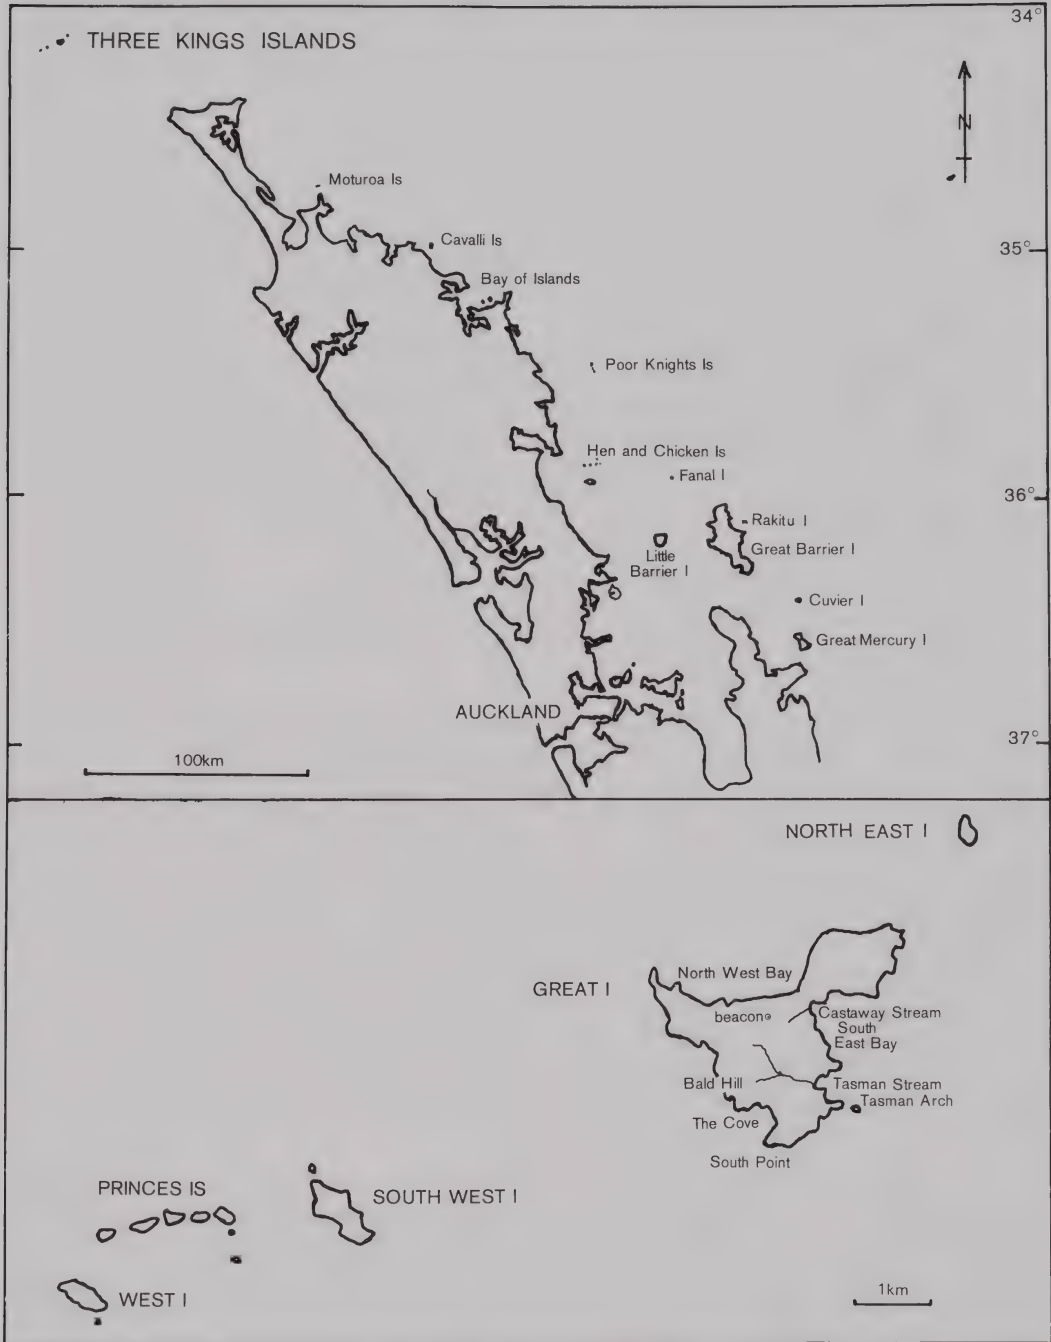 34°
THREE KINGS ISLANDS
N
Moturoa Is
Cavalli Is
35°
Bay of Islands
Poor Knights Is
Hen and Chicken Is
Fanal I
36°
Rakitu I
Great Barrier I
Little
Barrier I
Cuvier I
Great Mercury I
AUCKLAND
37°
100km
NORTH EAST I
North West Bay
GREAT I
beacon
Castaway Stream
South
East Bay
Bald Hill
Tasman Stream
Tasman Arch
The Cove
South Point
PRINCES IS
SOUTH WEST I
WEST I
1km